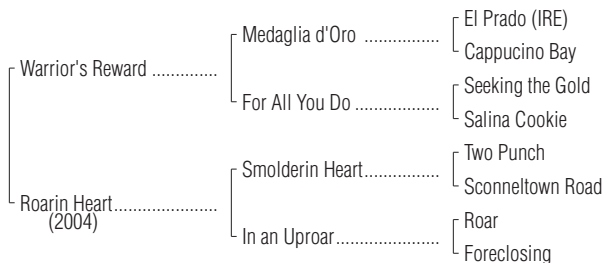 El Prado (IRE)
Medaglia d'Oro ................
Cappucino Bay
Warrior's Reward .............
Seeking the Gold
For All You Do ..................
Salina Cookie
Two Punch
Smolderin Heart................
Sconneltown Road
Roarin Heart....................
(2004)
Roar
In an Uproar.....................
Foreclosing